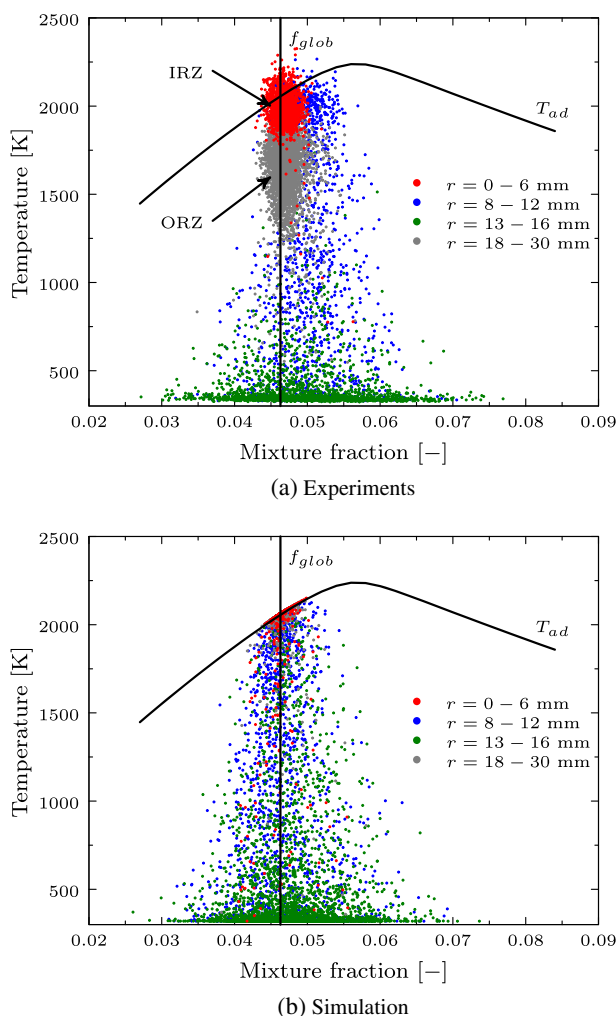 2500
f_glob
IRZ
2000
T_ad
Temperature [K]
r = 0 – 6 mm
1500
r = 8 – 12 mm
ORZ
r = 13 – 16 mm
r = 18 – 30 mm
1000
500
0.02 0.03 0.04 0.05 0.06 0.07 0.08 0.09
Mixture fraction [−]
(a) Experiments
2500
f_glob
2000
T_ad
Temperature [K]
r = 0 – 6 mm
1500
r = 8 – 12 mm
r = 13 – 16 mm
r = 18 – 30 mm
1000
500
0.02 0.03 0.04 0.05 0.06 0.07 0.08 0.09
Mixture fraction [−]
(b) Simulation